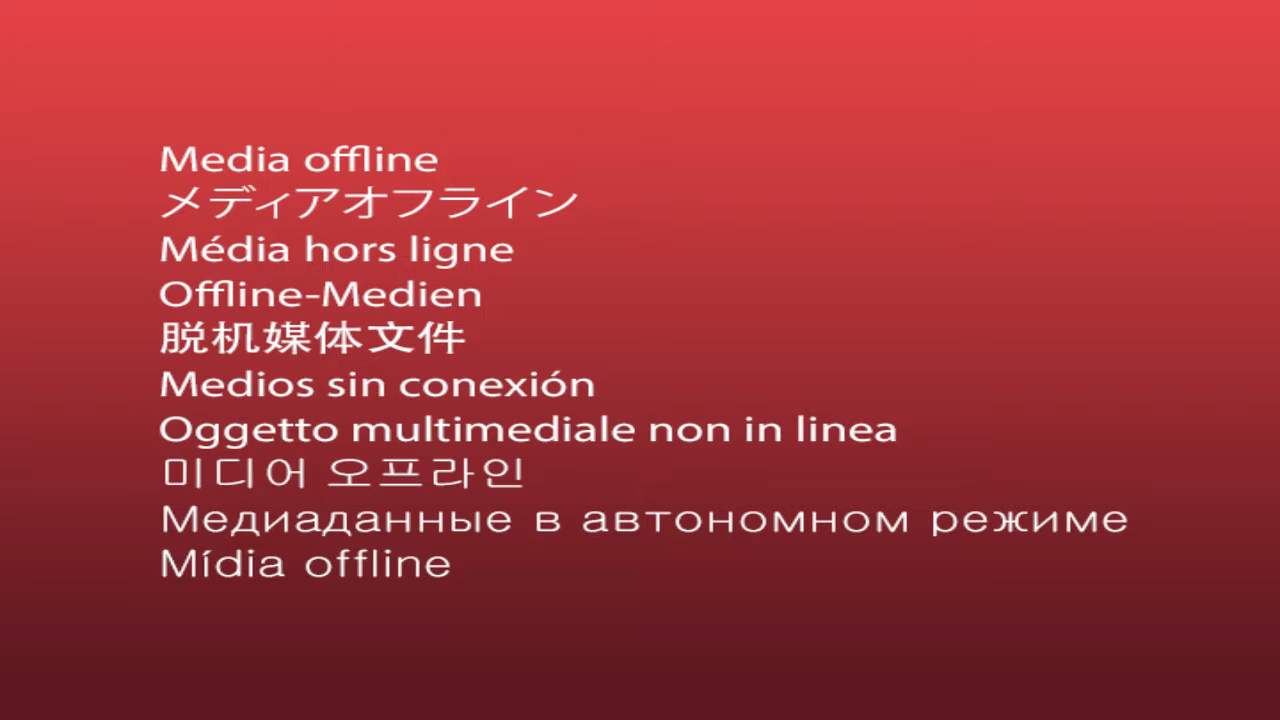 Media offline
メディアオフライン
Média hors ligne
Offline-Medien
脱机媒体文件
Medios sin conexión
Oggetto multimediale non in linea
미디어 오프라인
Медиаданные в автономном режиме
Mídia offline